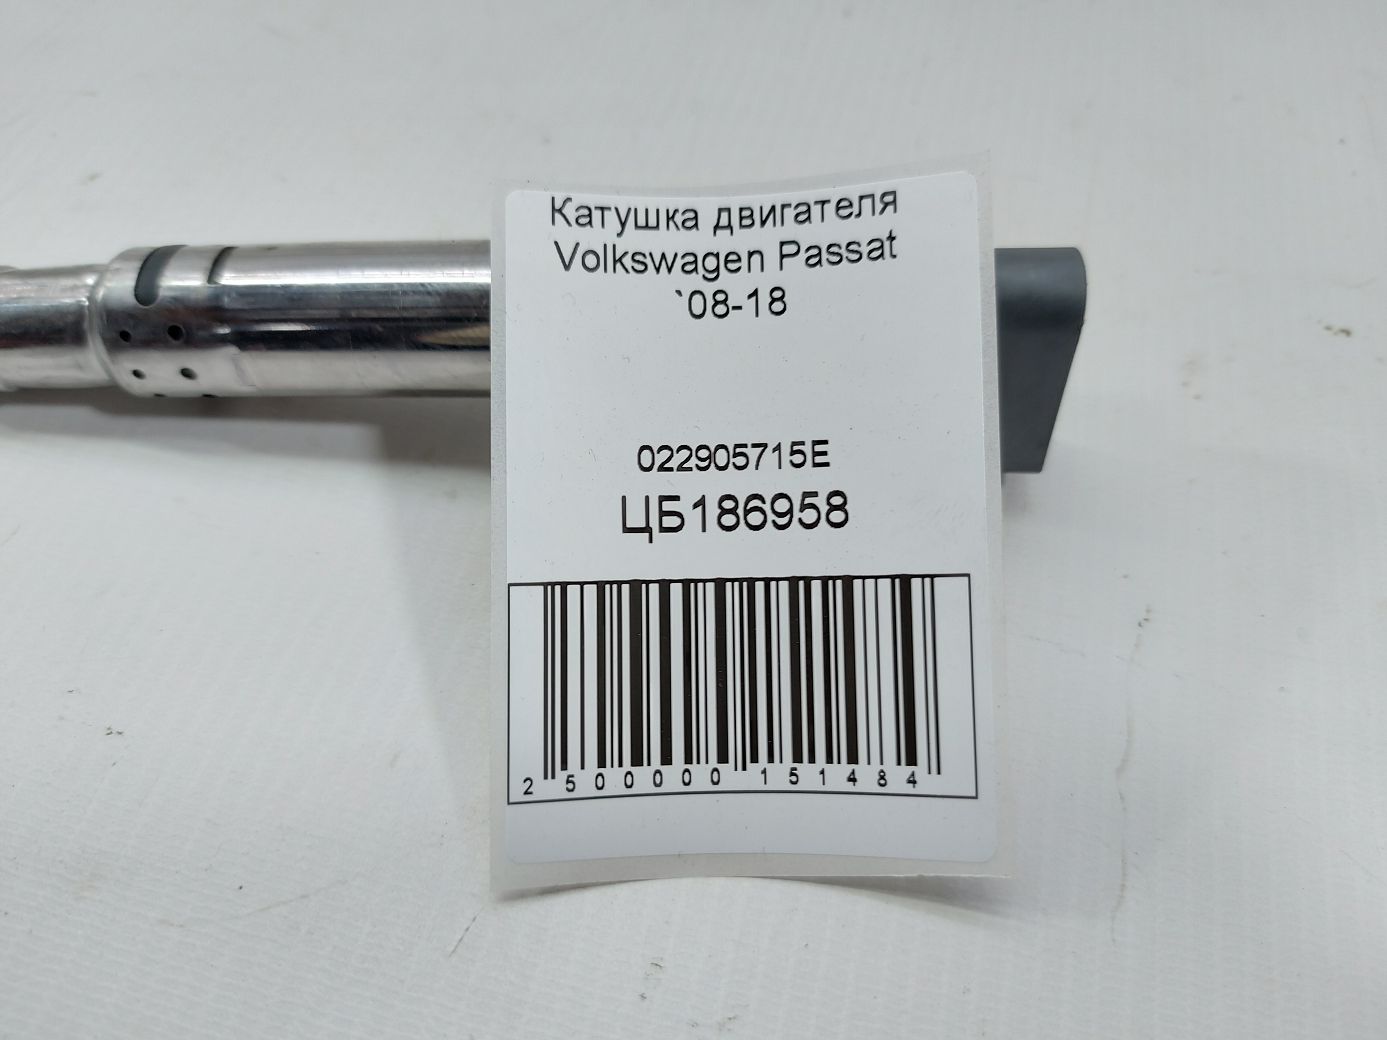 Катушка двигателя
Volkswagen Passat
`08-18
022905715E
ЦБ186958
2 500000 151484